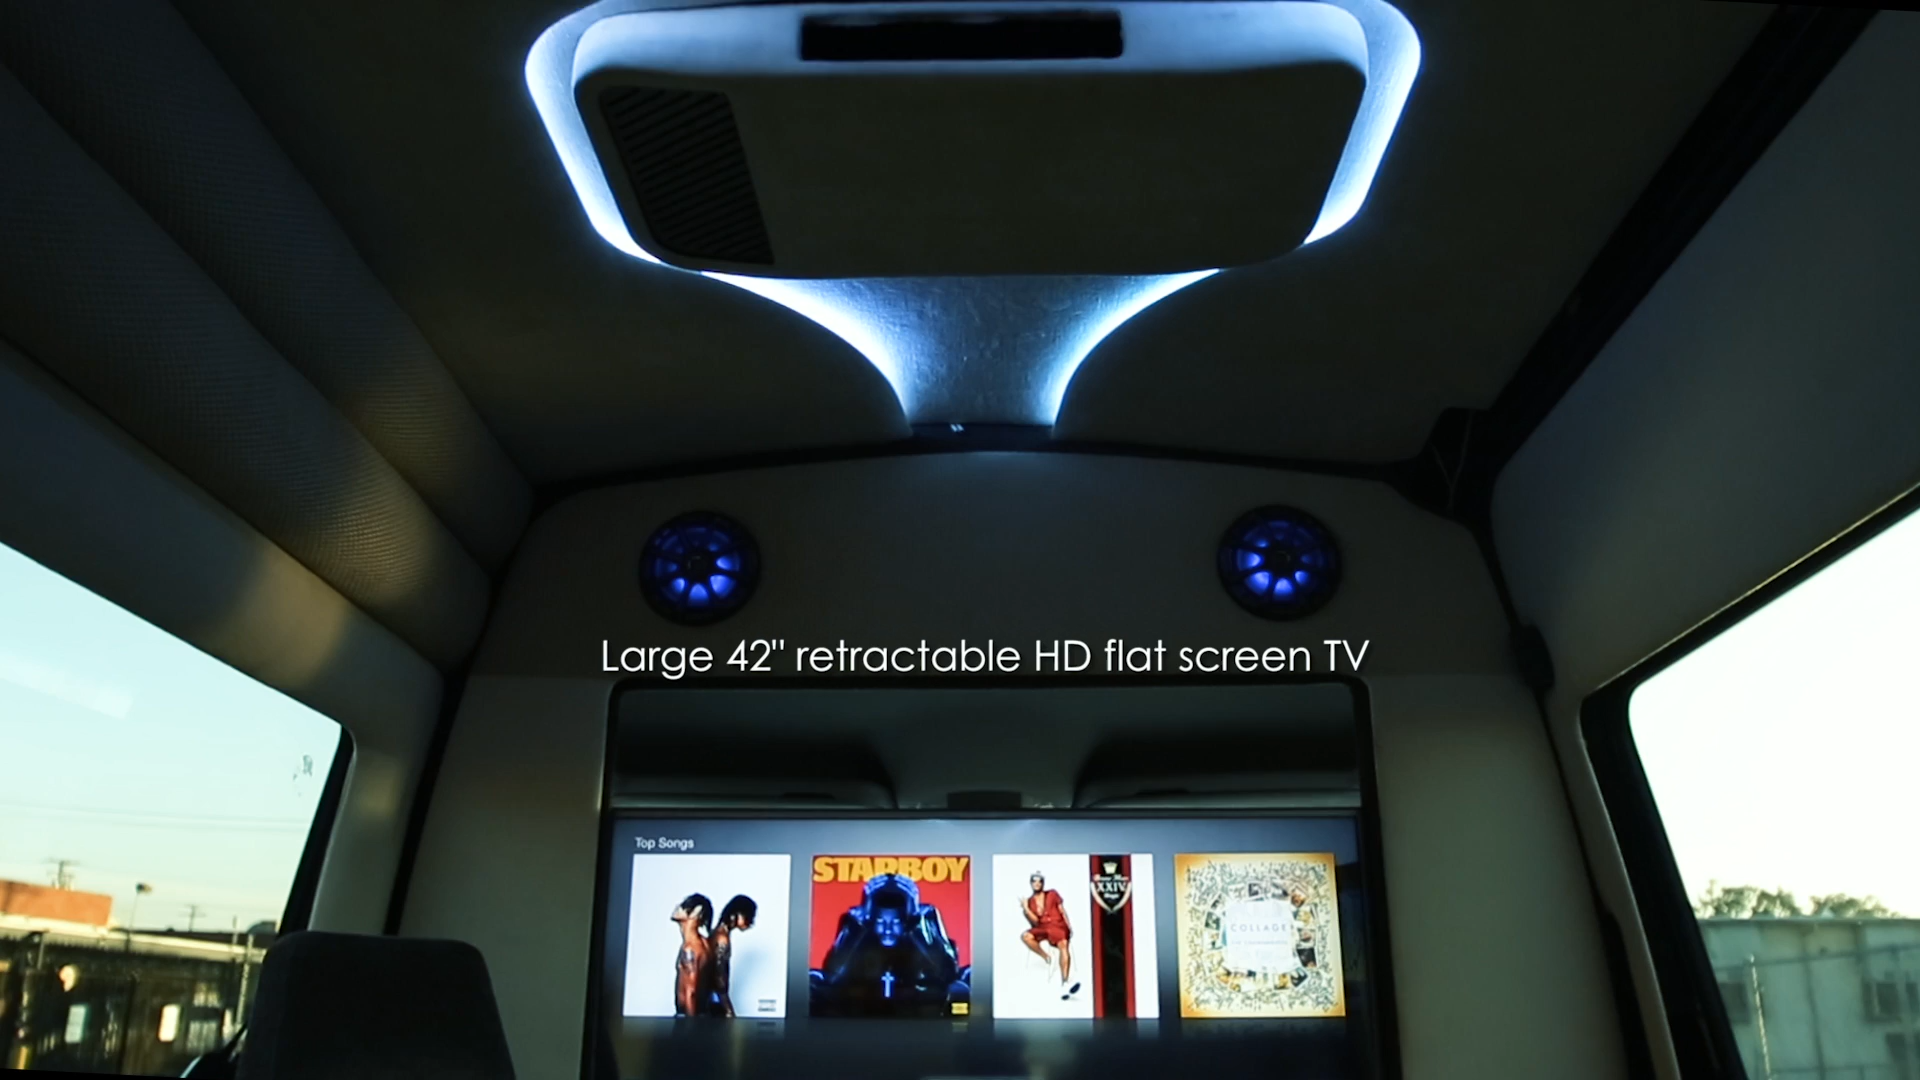 Large 42" retractable HD flat screen TV
Top Songs
STARBOY
XXIV
COLLAGE